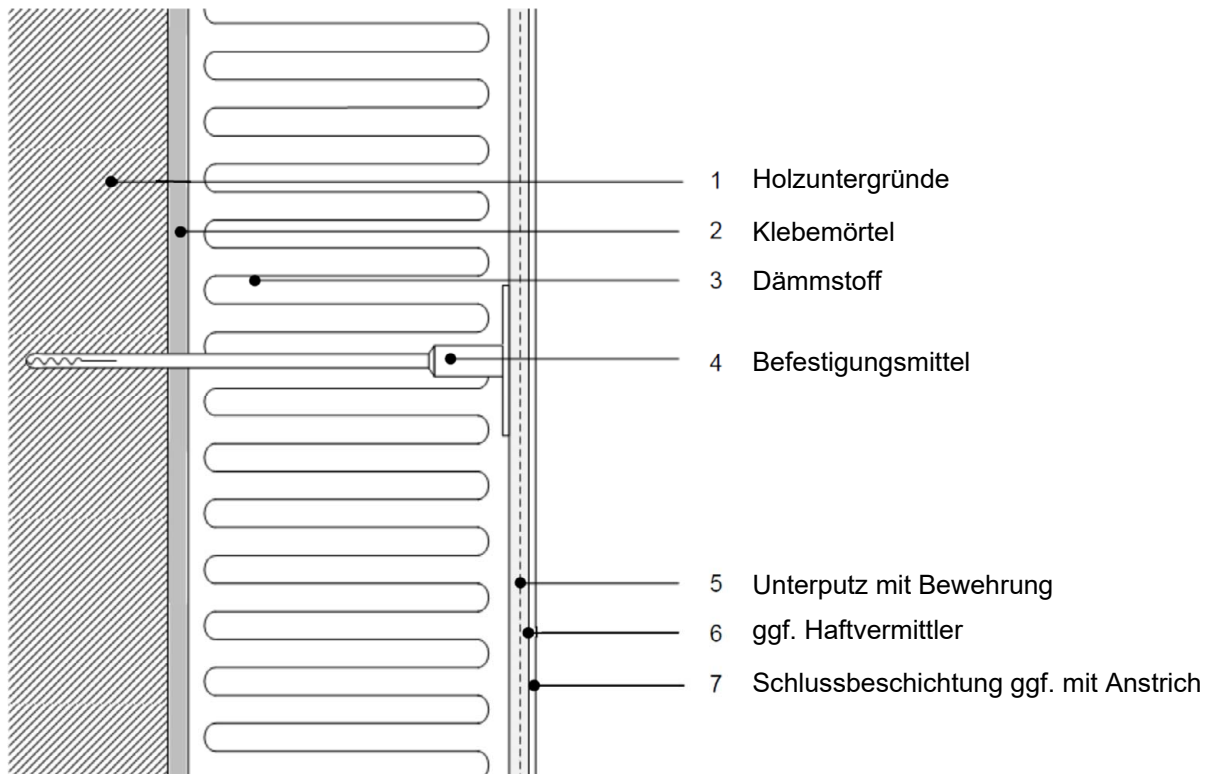 1 Holzuntergründe
2 Klebemörtel
3 Dämmstoff
4 Befestigungsmittel
5 Unterputz mit Bewehrung
6 ggf. Haftvermittler
7 Schlussbeschichtung ggf. mit Anstrich